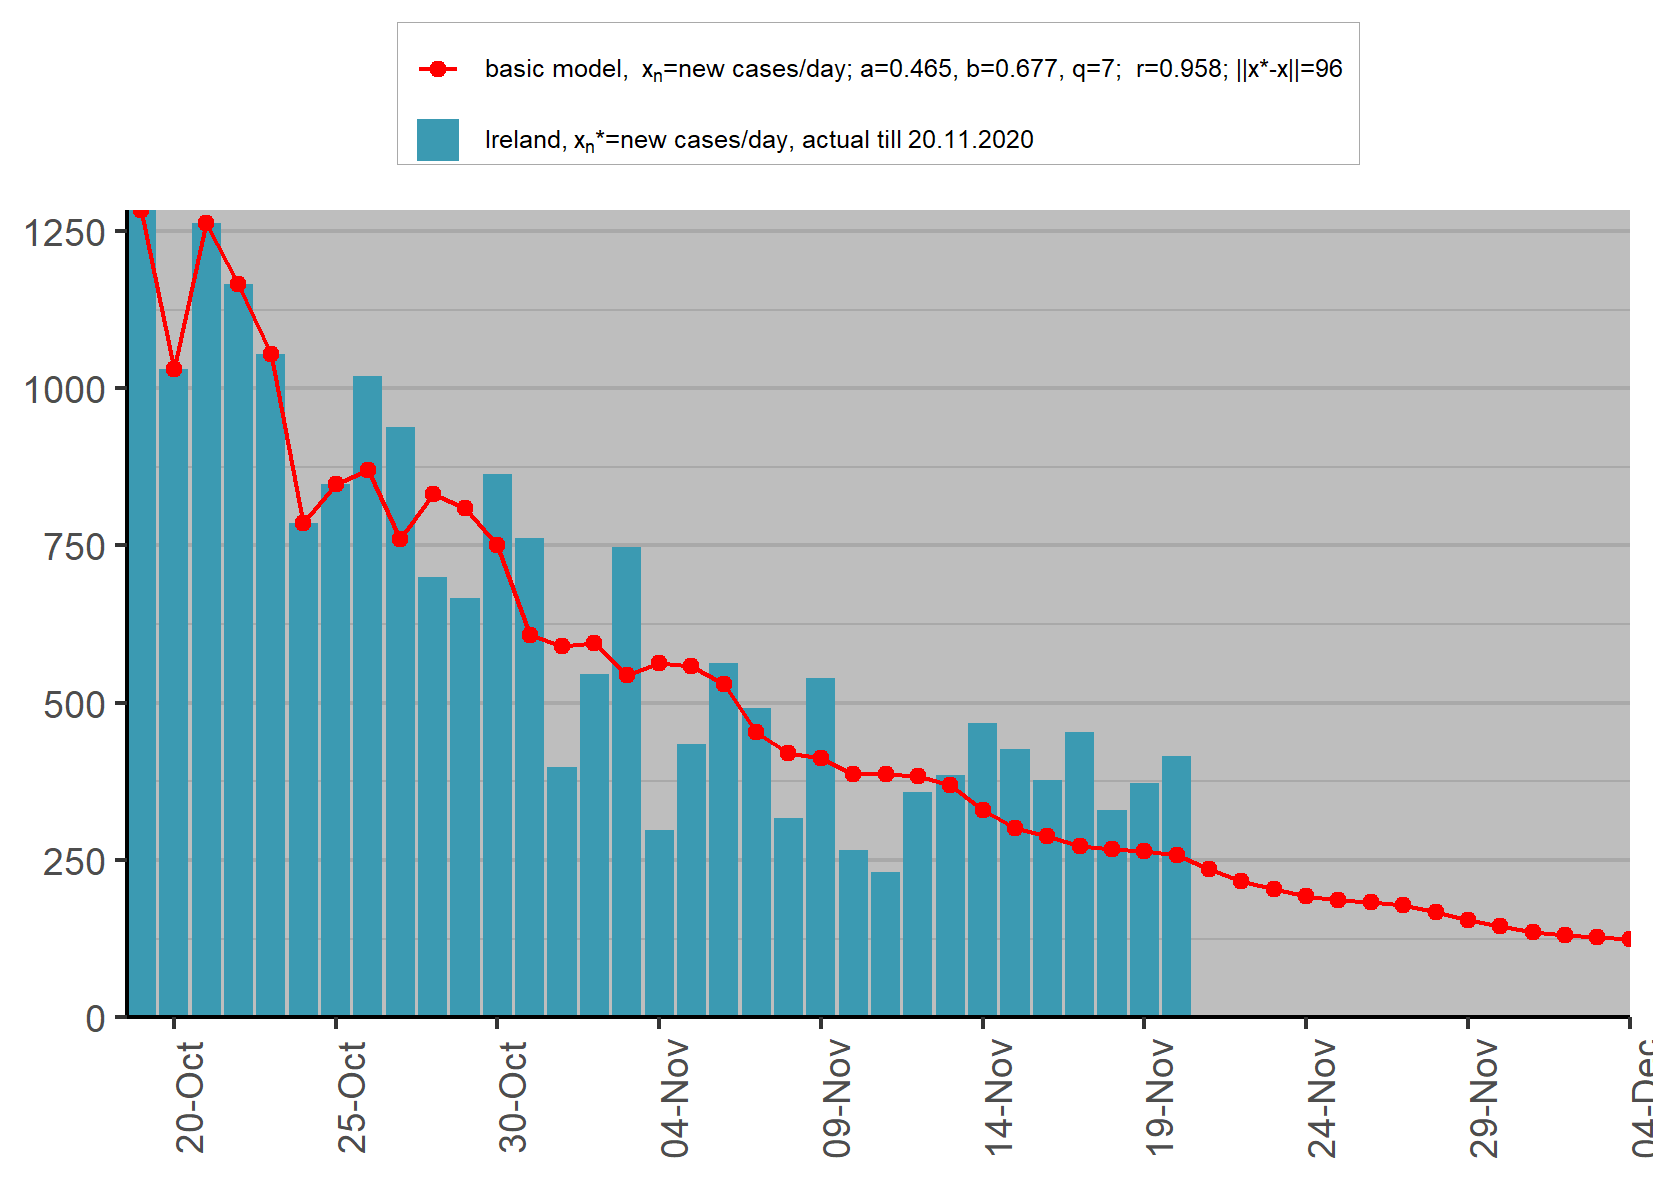 basic model, xn=new cases/day; a=0.465, b=0.677, q=7; r=0.958; ||x*-x||=96
Ireland, xn*=new cases/day, actual till 20.11.2020
1250
1000
750
500
250
0
20-Oct
25-Oct
30-Oct
04-Nov
09-Nov
14-Nov
19-Nov
24-Nov
29-Nov
04-Dec